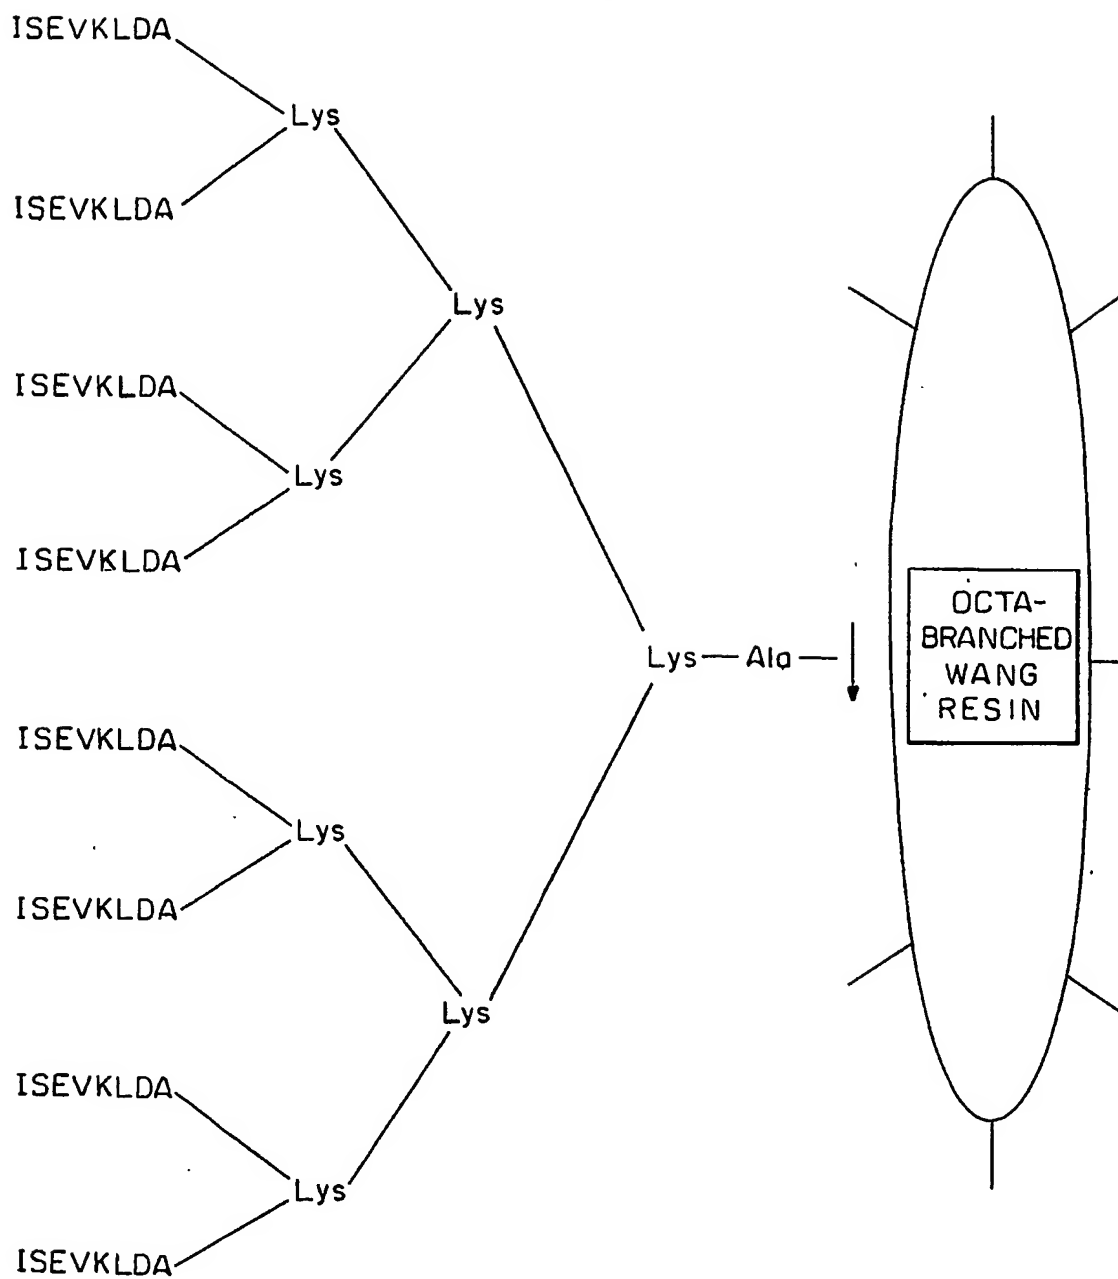 ISEVKLDA
Lys
ISEVKLDA
Lys
ISEVKLDA
Lys
ISEVKLDA
Lys—Ala—
OCTA-
BRANCHED
WANG
RESIN
ISEVKLDA
Lys
ISEVKLDA
Lys
ISEVKLDA
Lys
ISEVKLDA